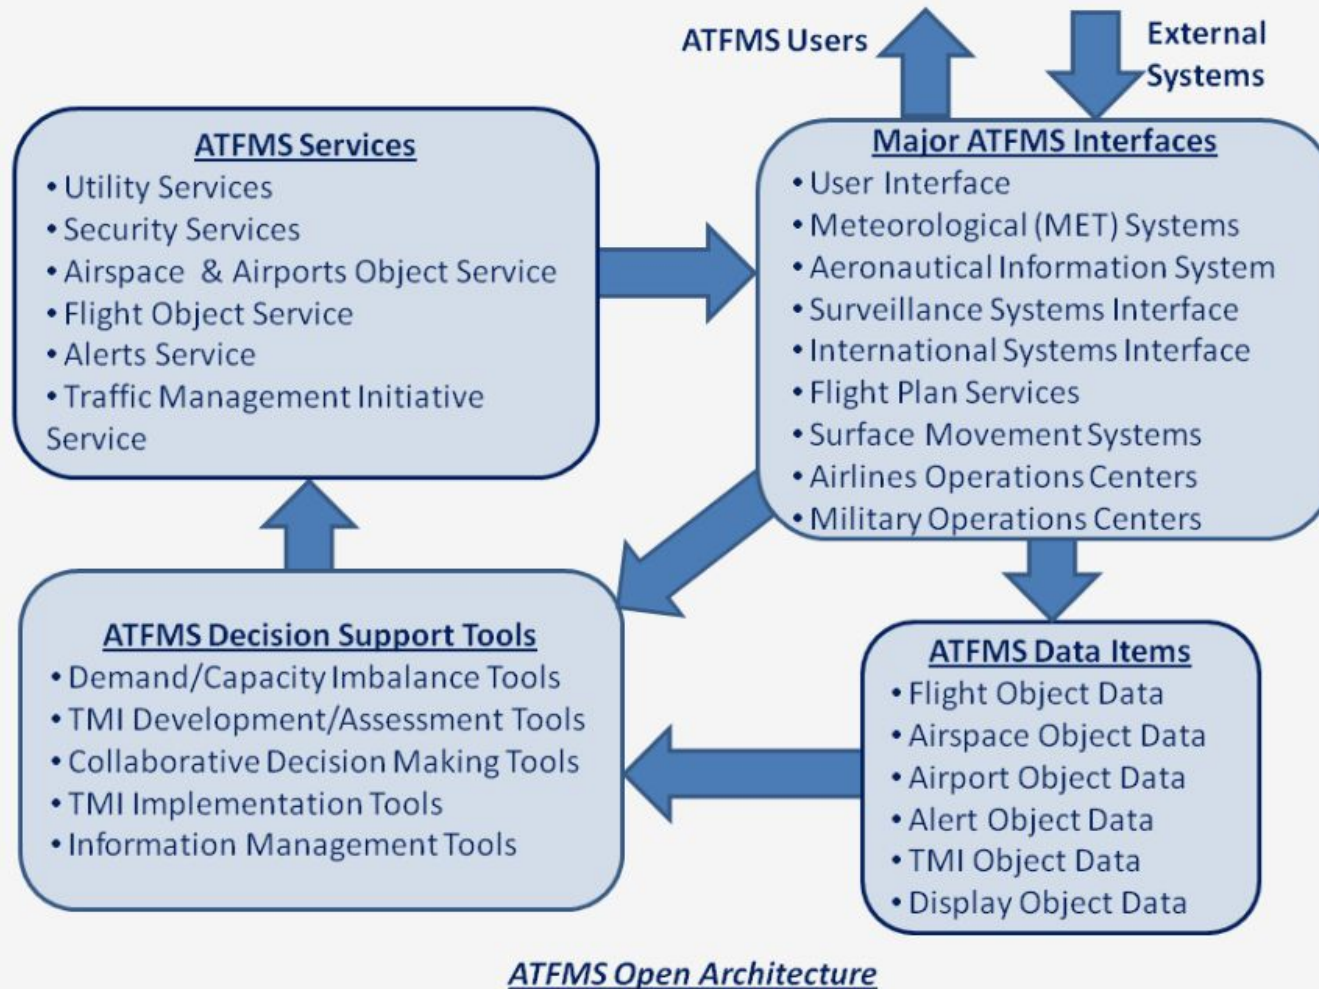 ATFMS Users
External
Systems
ATFMS Services
• Utility Services
• Security Services
• Airspace & Airports Object Service
• Flight Object Service
• Alerts Service
• Traffic Management Initiative
Service
Major ATFMS Interfaces
• User Interface
• Meteorological (MET) Systems
• Aeronautical Information System
• Surveillance Systems Interface
• International Systems Interface
• Flight Plan Services
• Surface Movement Systems
• Airlines Operations Centers
• Military Operations Centers
ATFMS Decision Support Tools
• Demand/Capacity Imbalance Tools
• TMI Development/Assessment Tools
• Collaborative Decision Making Tools
• TMI Implementation Tools
• Information Management Tools
ATFMS Data Items
• Flight Object Data
• Airspace Object Data
• Airport Object Data
• Alert Object Data
• TMI Object Data
• Display Object Data
ATFMS Open Architecture